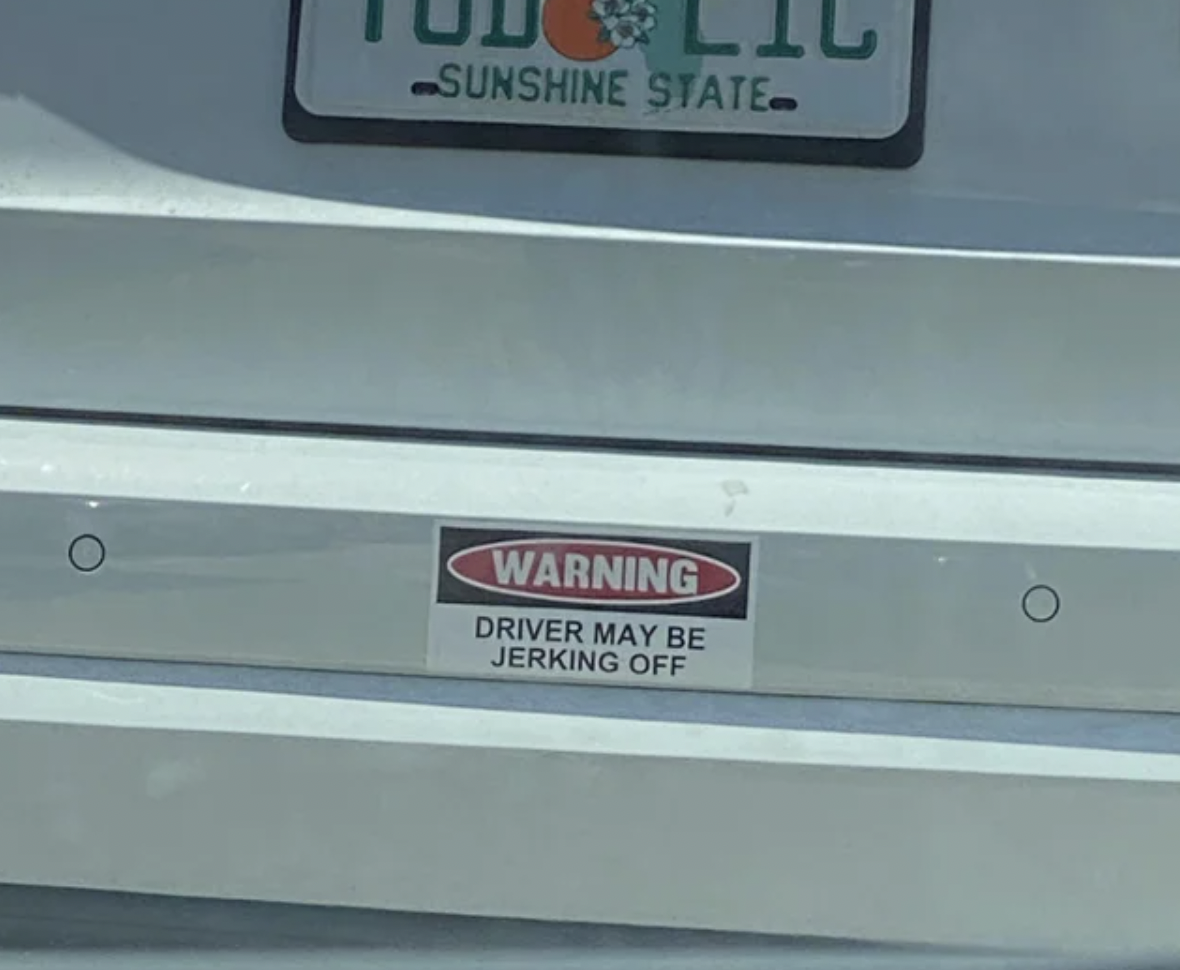 SUNSHINE STATE
WARNING
DRIVER MAY BE
JERKING OFF